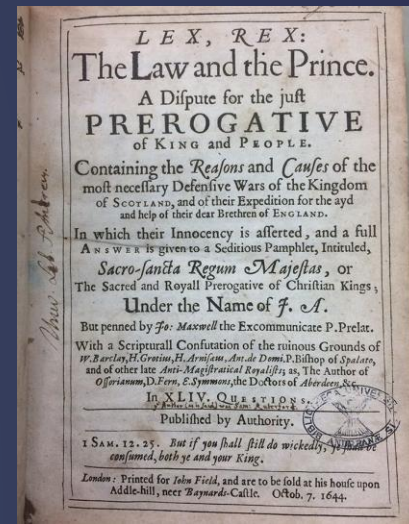 LEX, REX:
The Law and the Prince.
A Dispute for the juſt
PREROGATIVE
of KING and PEOPLE.
Containing the Reaſons and Cauſes of the
moſt neceſſary Defenſive Wars of the Kingdom
of SCOTLAND, and of their Expedition for the ayd
and help of their dear Brethren of ENGLAND.
In which their Innocency is aſſerted, and a full
ANSWER is given to a Seditious Pamphlet, Intituled,
Sacro-ſancta Regum Majeſtas, or
The Sacred and Royall Prerogative of Chriſtian Kings;
Under the Name of J. A.
But penned by Jo: Maxwell the Excommunicate P. Prelat.
With a Scripturall Confutation of the ruinous Grounds of
W. Barclay, H. Grotius, H. Arniſæus, Ant. de Domi. P. Biſhop of Spalato,
and of other late Anti-Magiſtratical Royaliſts; as, The Author of
Oſſorianum, D. Fern, E. Symmons, the Doctors of Aberdeen, &c.
In XLIV. QUESTIONS.
Publiſhed by Authority.
1 SAM. 12. 25. But if you ſhall ſtill do wickedly, ye ſhall be
conſumed, both ye and your King.
London: Printed for John Field, and are to be ſold at his houſe upon
Addle-hill, neer Baynards-Caſtle. Octob. 7. 1644.